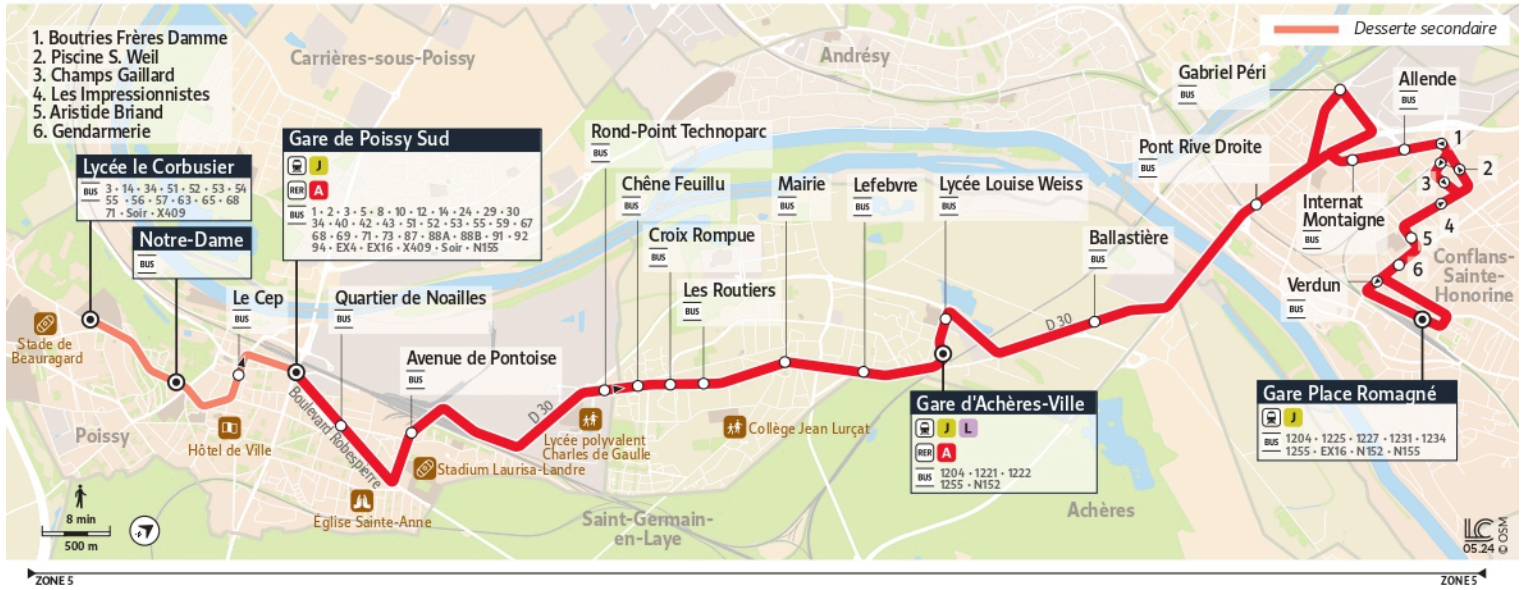 1. Boutries Frères Damme
2. Piscine S. Weil
3. Champs Gaillard
4. Les Impressionnistes
5. Aristide Briand
6. Gendarmerie
Carrières-sous-Poissy
Andrésy
Desserte secondaire
Lycée le Corbusier
BUS
3 · 14 · 34 · 51 · 52 · 53 · 54
55 · 56 · 57 · 63 · 65 · 68
71 · Soir · X409
Notre-Dame
BUS
Gare de Poissy Sud
J
RER A
BUS
1 · 2 · 3 · 5 · 8 · 10 · 12 · 14 · 24 · 29 · 30
34 · 40 · 42 · 43 · 51 · 52 · 53 · 55 · 59 · 67
68 · 69 · 71 · 73 · 87 · 88A · 88B · 91 · 92
94 · EX4 · EX16 · X409 · Soir · N155
Le Cep
BUS
Quartier de Noailles
BUS
Avenue de Pontoise
BUS
Rond-Point Technoparc
BUS
Chêne Feuillu
BUS
Croix Rompue
BUS
Les Routiers
BUS
Mairie
BUS
Lefebvre
BUS
Lycée Louise Weiss
BUS
Ballastière
BUS
Pont Rive Droite
BUS
Gabriel Péri
BUS
Allende
BUS
Internat
Montaigne
BUS
1
2
3
4
5
6
Conflans-
Sainte-
Honorine
Verdun
BUS
Gare Place Romagné
J
BUS
1204 · 1225 · 1227 · 1231 · 1234
1255 · EX16 · N152 · N155
Gare d'Achères-Ville
J L
RER A
BUS
1204 · 1221 · 1222
1255 · N152
Stade de
Beauragard
Poissy
Hôtel de Ville
Boulevard Robespierre
Église Sainte-Anne
Stadium Laurisa-Landre
D 30
Lycée polyvalent
Charles de Gaulle
Collège Jean Lurçat
D 30
Saint-Germain-
en-Laye
Achères
8 min
500 m
LC
05.24
© OSM
ZONE 5
ZONE 5